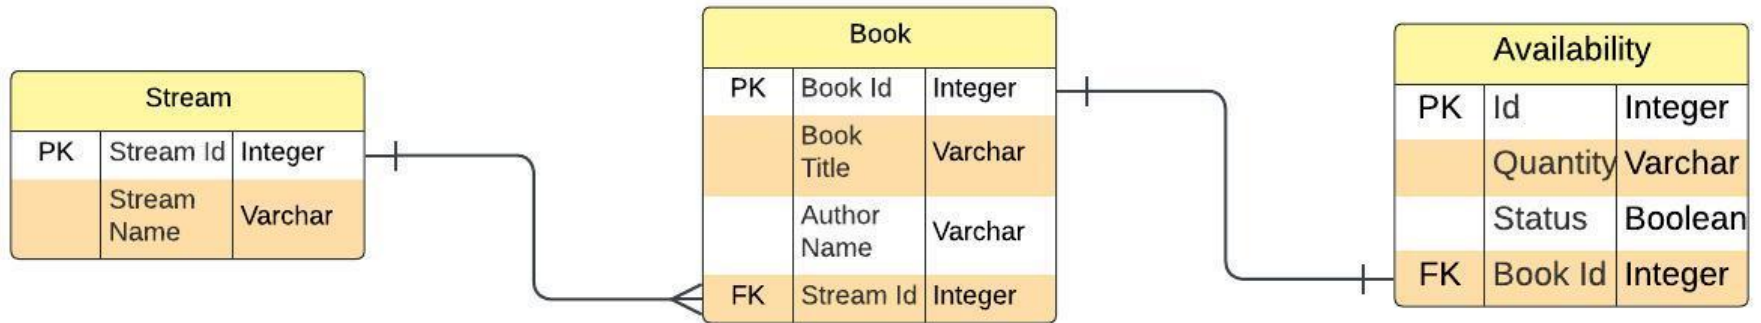 Stream
PK Stream Id Integer
Stream
Name
Varchar
Book
PK Book Id Integer
Book
Title
Varchar
Author
Name
Varchar
FK Stream Id Integer
Availability
PK Id Integer
Quantity Varchar
Status Boolean
FK Book Id Integer